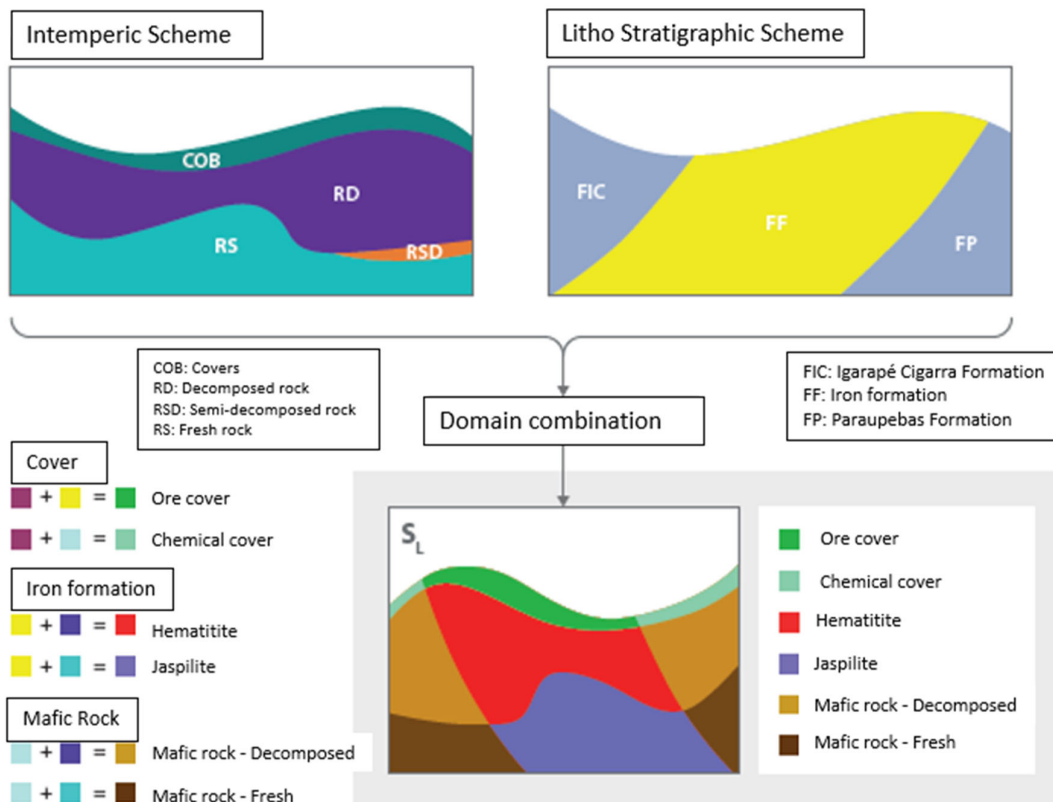 Intemperic Scheme
Litho Stratigraphic Scheme
COB
RD
RS
RSD
FIC
FF
FP
COB: Covers
RD: Decomposed rock
RSD: Semi-decomposed rock
RS: Fresh rock
Domain combination
FIC: Igarapé Cigarra Formation
FF: Iron formation
FP: Paraupebas Formation
Cover
+ = Ore cover
+ = Chemical cover
Iron formation
+ = Hematitite
+ = Jaspilite
Mafic Rock
+ = Mafic rock - Decomposed
+ = Mafic rock - Fresh
SL
Ore cover
Chemical cover
Hematitite
Jaspilite
Mafic rock - Decomposed
Mafic rock - Fresh